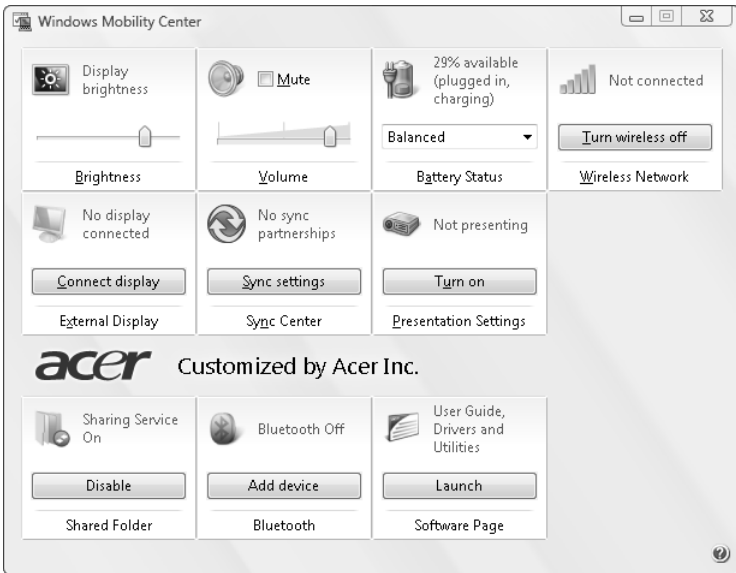 Windows Mobility Center
Display
brightness
Brightness
Mute
Volume
29% available
(plugged in,
charging)
Balanced
Battery Status
Not connected
Turn wireless off
Wireless Network
No display
connected
Connect display
External Display
No sync
partnerships
Sync settings
Sync Center
Not presenting
Turn on
Presentation Settings
acer Customized by Acer Inc.
Sharing Service
On
Disable
Shared Folder
Bluetooth Off
Add device
Bluetooth
User Guide,
Drivers and
Utilities
Launch
Software Page